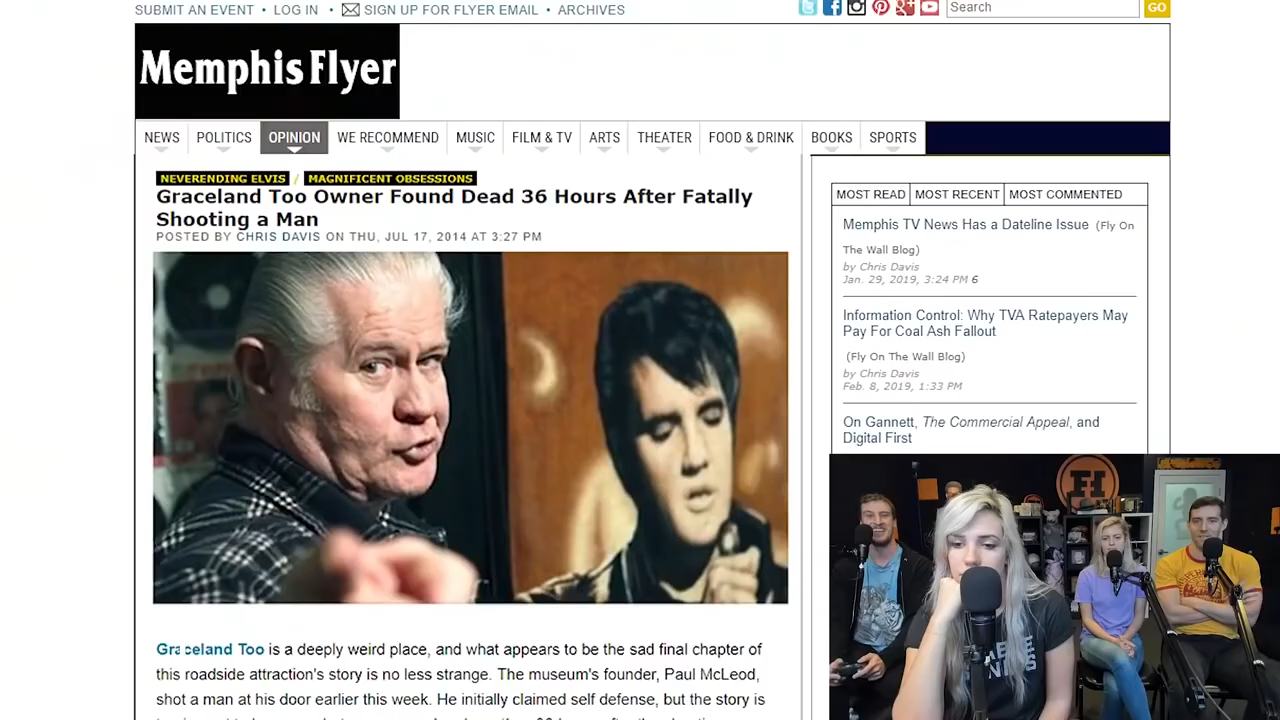 SUBMIT AN EVENT • LOG IN • SIGN UP FOR FLYER EMAIL • ARCHIVES
Search
GO
Memphis Flyer
NEWS
POLITICS
OPINION
WE RECOMMEND
MUSIC
FILM & TV
ARTS
THEATER
FOOD & DRINK
BOOKS
SPORTS
NEVERENDING ELVIS / MAGNIFICENT OBSESSIONS
Graceland Too Owner Found Dead 36 Hours After Fatally
Shooting a Man
POSTED BY CHRIS DAVIS ON THU, JUL 17, 2014 AT 3:27 PM
Graceland Too is a deeply weird place, and what appears to be the sad final chapter of
this roadside attraction's story is no less strange. The museum's founder, Paul McLeod,
shot a man at his door earlier this week. He initially claimed self defense, but the story is
MOST READ
MOST RECENT
MOST COMMENTED
Memphis TV News Has a Dateline Issue (Fly On
The Wall Blog)
by Chris Davis
Jan. 29, 2019, 3:24 PM 6
Information Control: Why TVA Ratepayers May
Pay For Coal Ash Fallout
(Fly On The Wall Blog)
by Chris Davis
Feb. 8, 2019, 1:33 PM
On Gannett, The Commercial Appeal, and
Digital First